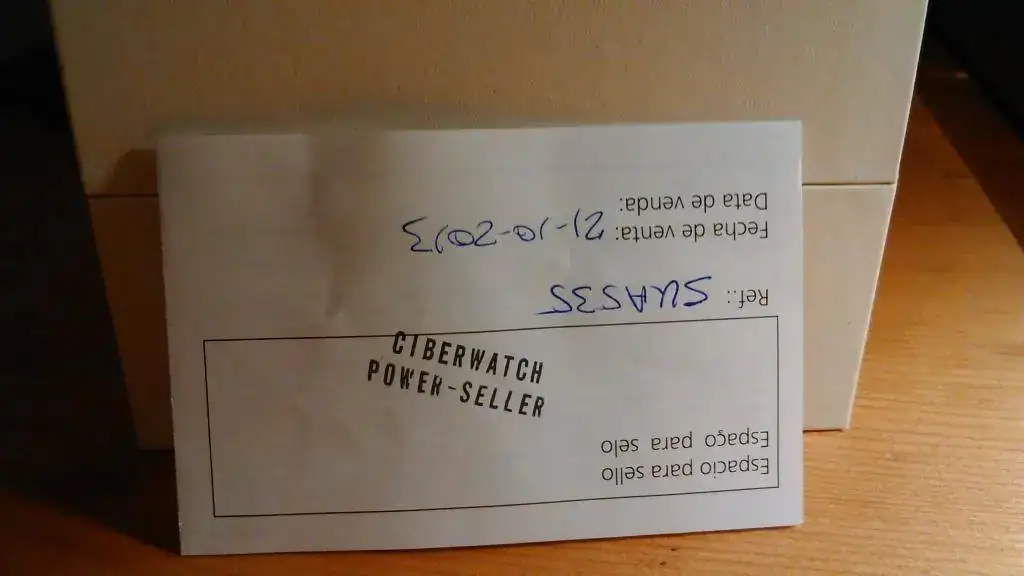 Espacio para sello
Espaço para selo
CIBERWATCH
POWER-SELLER
Ref.: SUAS35
Fecha de venta: 21-10-2013
Data de venda: